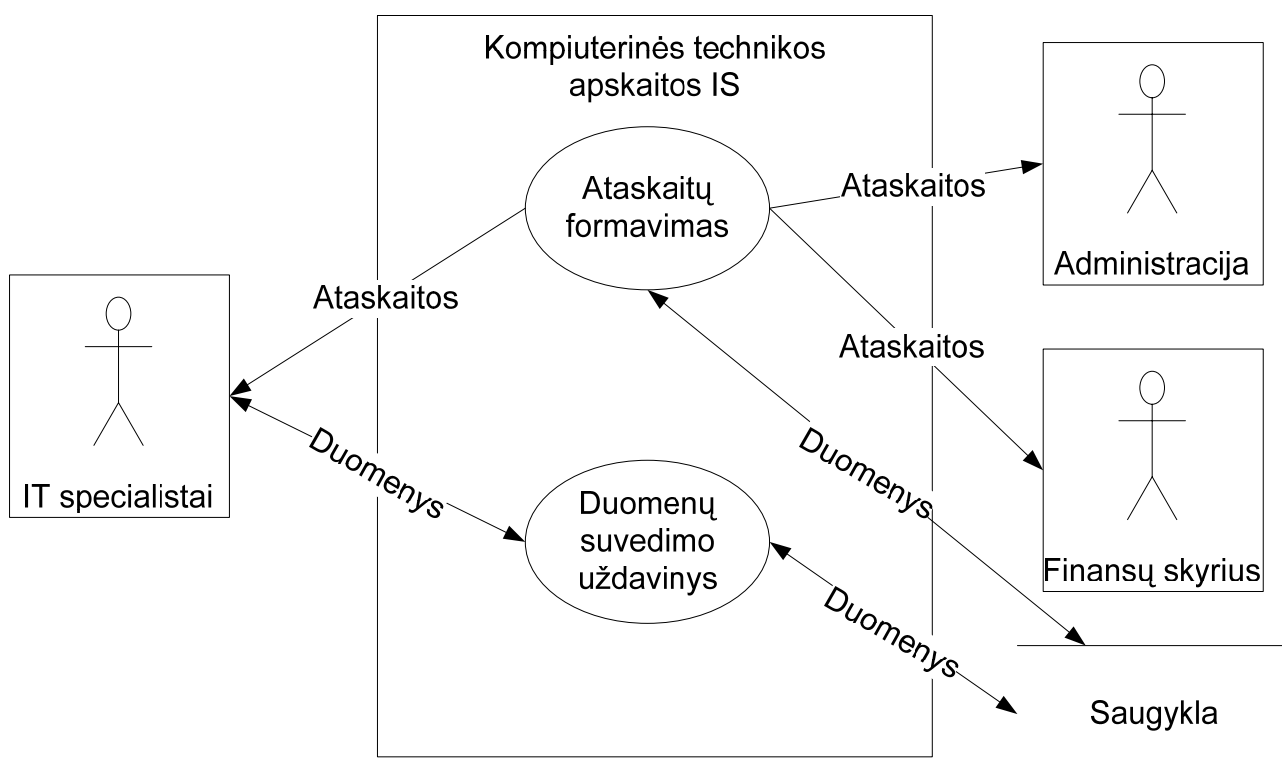 Kompiuterinės technikos
apskaitos IS
Ataskaitų
formavimas
Ataskaitos
Administracija
Ataskaitos
Ataskaitos
IT specialistai
Duomenys
Duomenys
Duomenų
suvedimo
uždavinys
Finansų skyrius
Duomenys
Saugykla